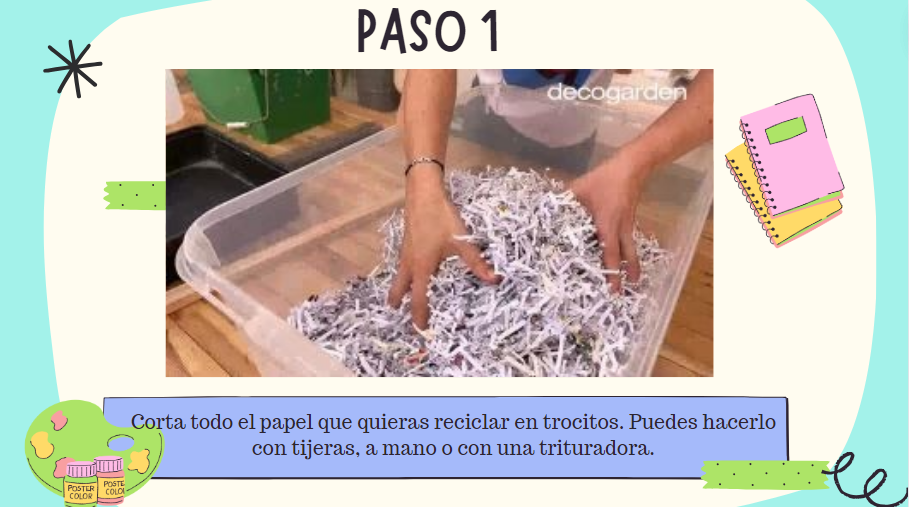 PASO 1
decogarden
Corta todo el papel que quieras reciclar en trocitos. Puedes hacerlo
con tijeras, a mano o con una trituradora.
POSTER
COLOR
POSTE
COLO